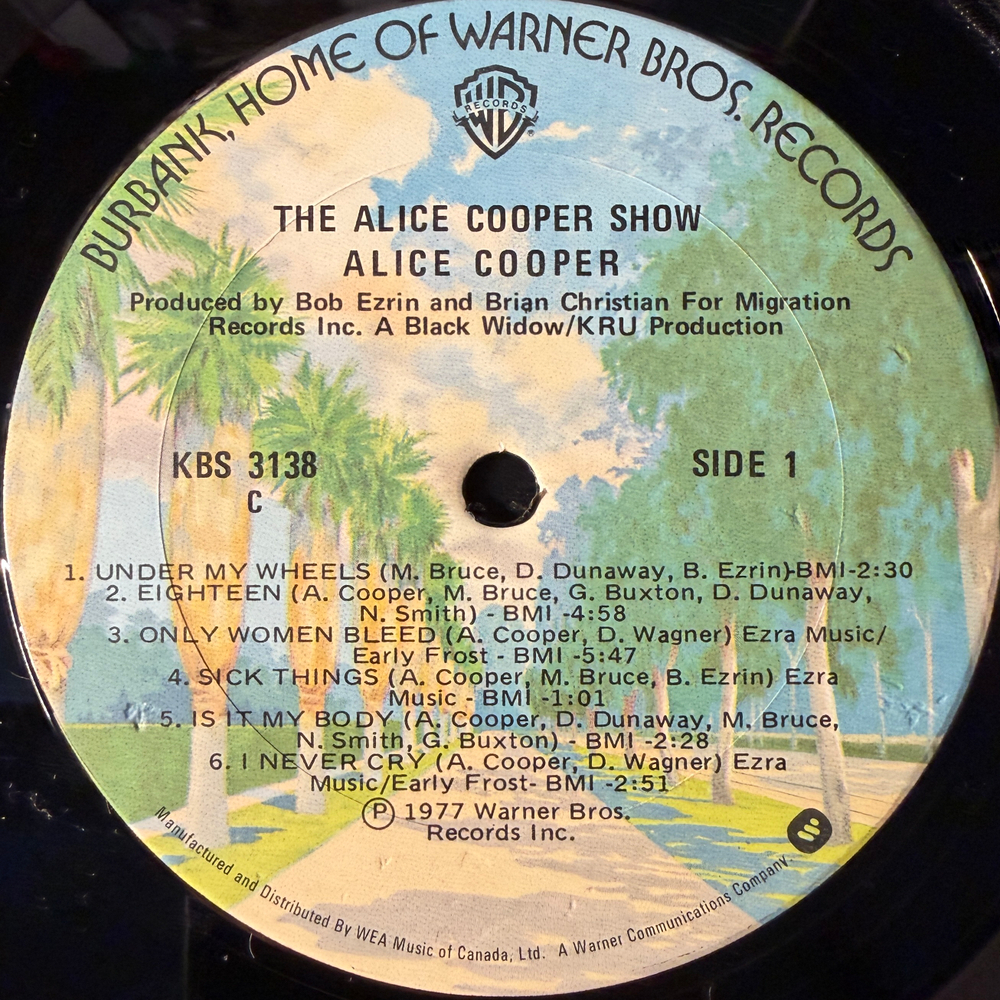 BURBANK, HOME OF WARNER BROS. RECORDS
WB
RECORDS
®
THE ALICE COOPER SHOW
ALICE COOPER
Produced by Bob Ezrin and Brian Christian For Migration
Records Inc. A Black Widow/KRU Production
KBS 3138
C
SIDE 1
1. UNDER MY WHEELS (M. Bruce, D. Dunaway, B. Ezrin)-BMI-2:30
2. EIGHTEEN (A. Cooper, M. Bruce, G. Buxton, D. Dunaway,
N. Smith) - BMI -4:58
3. ONLY WOMEN BLEED (A. Cooper, D. Wagner) Ezra Music/
Early Frost - BMI -5:47
4. SICK THINGS (A. Cooper, M. Bruce, B. Ezrin) Ezra
Music - BMI -1:01
5. IS IT MY BODY (A. Cooper, D. Dunaway, M. Bruce,
N. Smith, G. Buxton) - BMI -2:28
6. I NEVER CRY (A. Cooper, D. Wagner) Ezra
Music/Early Frost- BMI -2:51
Ⓟ 1977 Warner Bros.
Records Inc.
Manufactured and Distributed By WEA Music of Canada, Ltd. A Warner Communications Company.